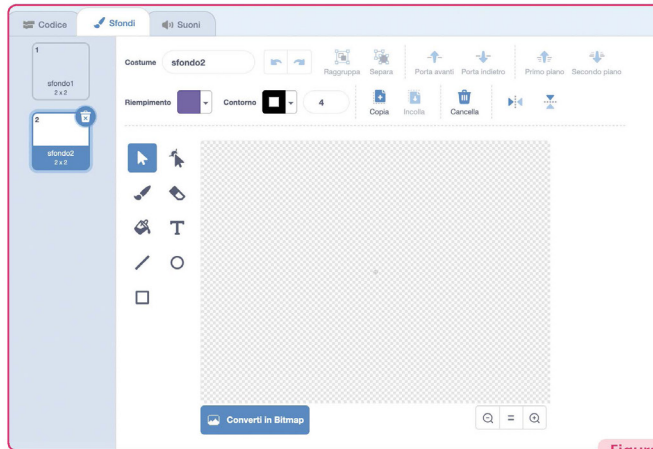 Codice
Sfondi
Suoni
1
sfondo1
2 x 2
2
sfondo2
2 x 2
Costume
sfondo2
Raggruppa
Separa
Porta avanti
Porta indietro
Primo piano
Secondo piano
Riempimento
Contorno
4
Copia
Incolla
Cancella
T
Converti in Bitmap
=